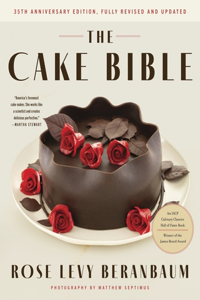 35TH ANNIVERSARY EDITION, FULLY REVISED AND UPDATED
THE
CAKE BIBLE
"America's foremost
cake maker. She works like
a scientist and creates
delicious perfection."
—MARTHA STEWART
An IACP
Culinary Classics
Hall of Fame Book
Winner of the
James Beard Award
ROSE LEVY BERANBAUM
PHOTOGRAPHY BY MATTHEW SEPTIMUS